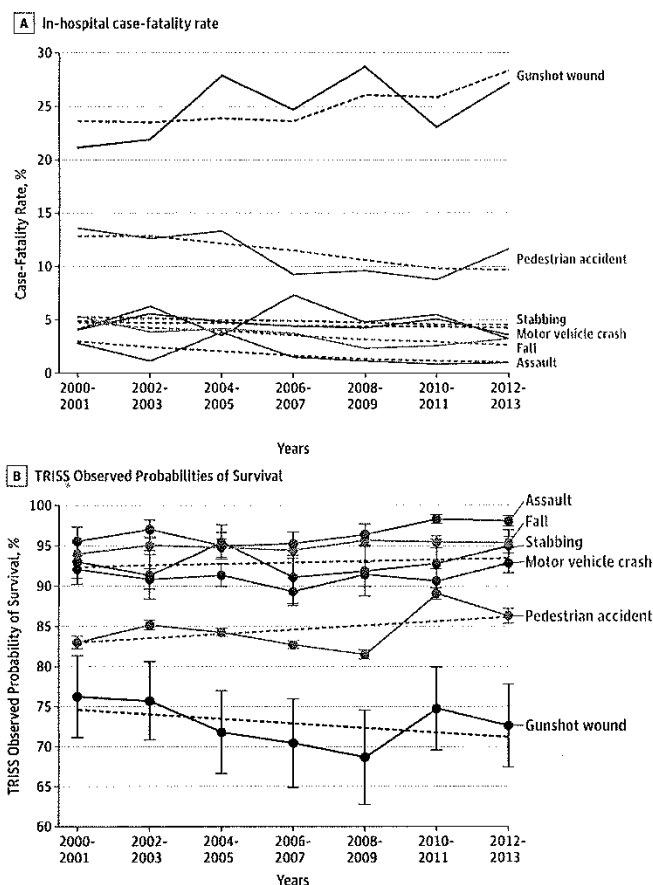 A In-hospital case-fatality rate
30
25
20
15
10
5
0
Case-Fatality Rate, %
Gunshot wound
Pedestrian accident
Stabbing
Motor vehicle crash
Fall
Assault
2000-
2001
2002-
2003
2004-
2005
2006-
2007
2008-
2009
2010-
2011
2012-
2013
Years
B TRISS Observed Probabilities of Survival
100
95
90
85
80
75
70
65
60
TRISS Observed Probability of Survival, %
Assault
Fall
Stabbing
Motor vehicle crash
Pedestrian accident
Gunshot wound
2000-
2001
2002-
2003
2004-
2005
2006-
2007
2008-
2009
2010-
2011
2012-
2013
Years